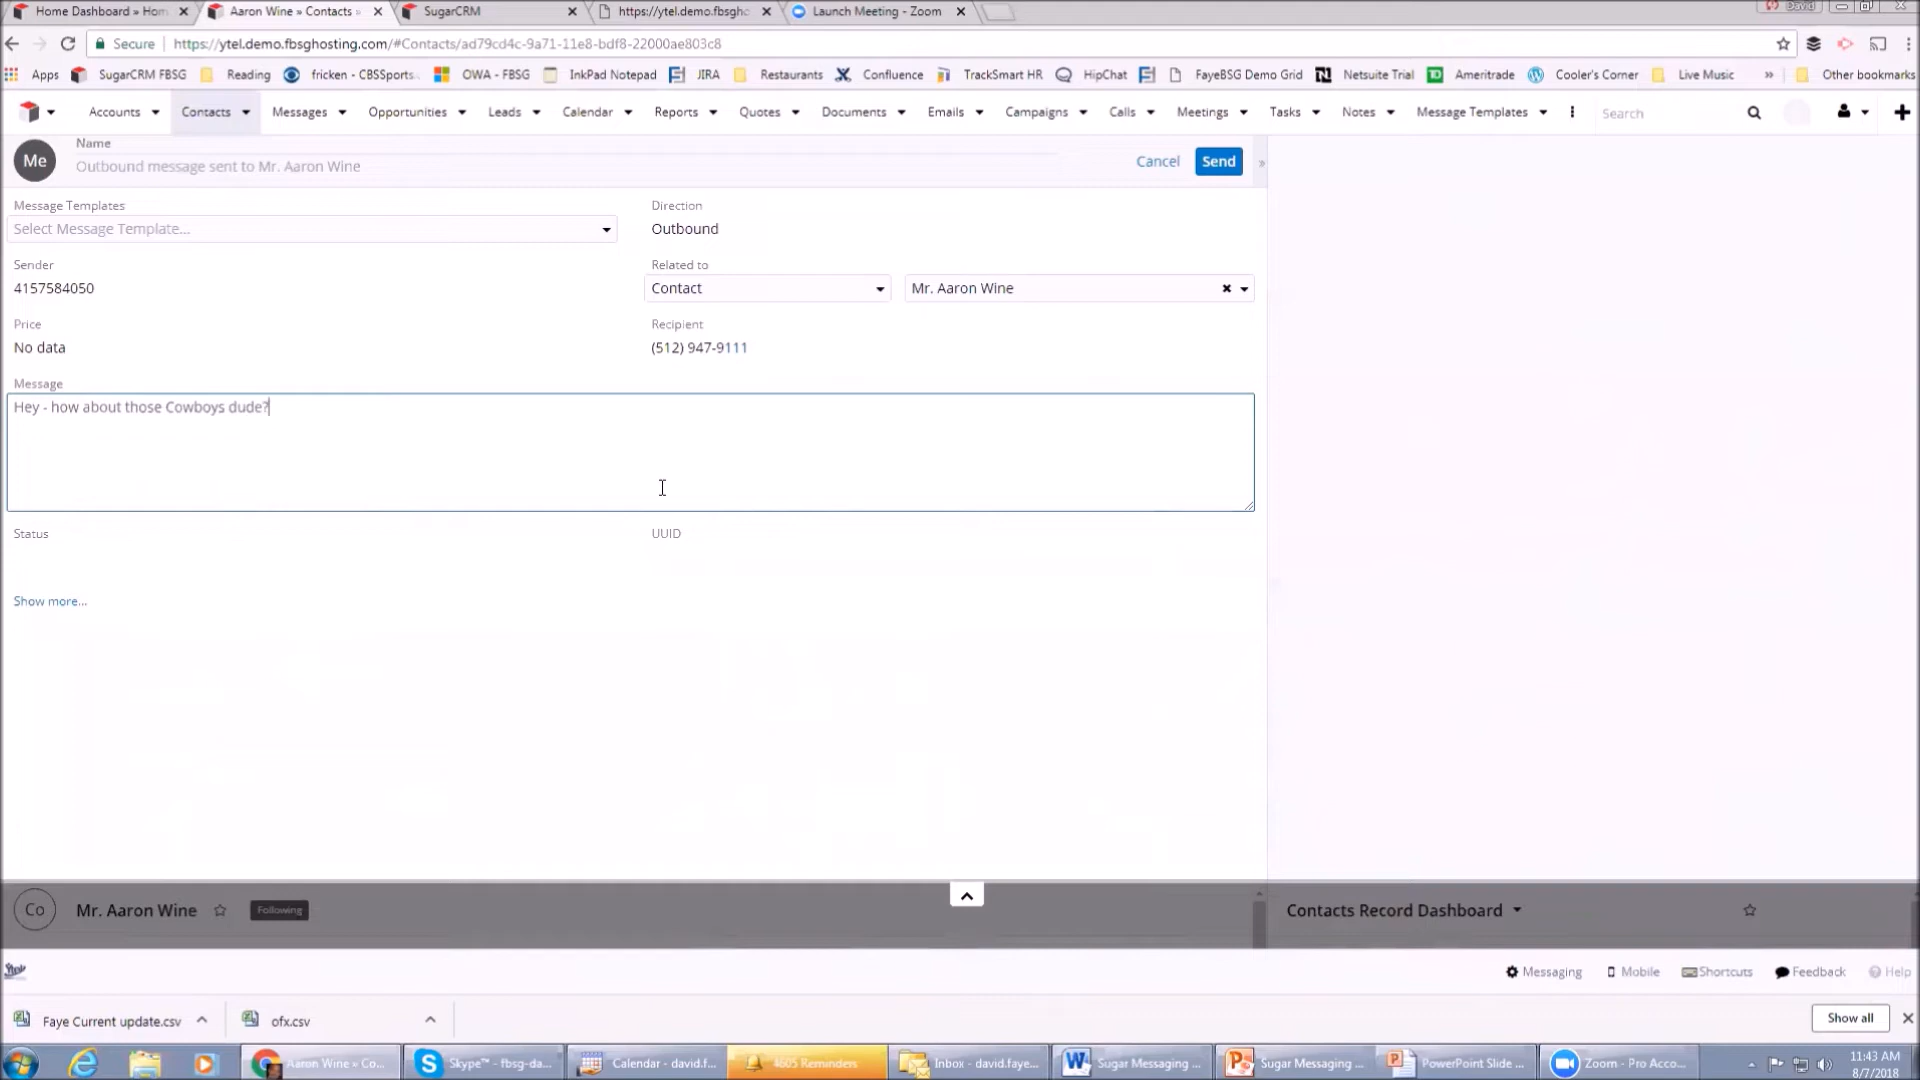 Home Dashboard » Hom
Aaron Wine » Contacts »
SugarCRM
https://ytel.demo.fbsgho
Launch Meeting - Zoom
David
Secure
https://ytel.demo.fbsghosting.com/#Contacts/ad79cd4c-9a71-11e8-bdf8-22000ae803c8
Apps
SugarCRM FBSG
Reading
fricken - CBSSports
OWA - FBSG
InkPad Notepad
JIRA
Restaurants
Confluence
TrackSmart HR
HipChat
FayeBSG Demo Grid
Netsuite Trial
Ameritrade
Cooler's Corner
Live Music
»
Other bookmarks
Accounts
Contacts
Messages
Opportunities
Leads
Calendar
Reports
Quotes
Documents
Emails
Campaigns
Calls
Meetings
Tasks
Notes
Message Templates
Search
Me
Name
Outbound message sent to Mr. Aaron Wine
Cancel
Send
»
Message Templates
Select Message Template...
Direction
Outbound
Sender
4157584050
Related to
Contact
Mr. Aaron Wine
Price
No data
Recipient
(512) 947-9111
Message
Hey - how about those Cowboys dude?
Status
UUID
Show more...
Co
Mr. Aaron Wine
Following
Contacts Record Dashboard
Messaging
Mobile
Shortcuts
Feedback
Help
Faye Current update.csv
ofx.csv
Show all
Aaron Wine » Co...
Skype™ - fbsg-da...
Calendar - david.f...
4605 Reminders
Inbox - david.faye...
Sugar Messaging ...
Sugar Messaging ...
PowerPoint Slide ...
Zoom - Pro Acco...
11:43 AM
8/7/2018